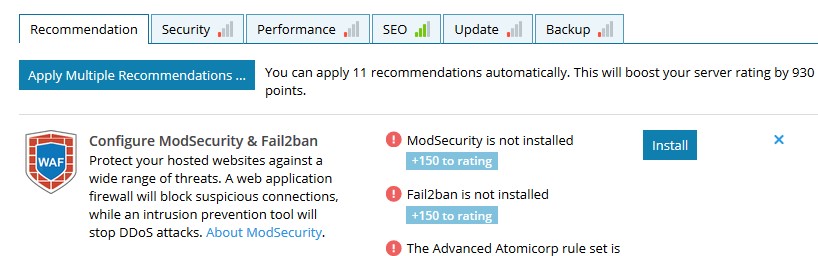 Recommendation
Security
Performance
SEO
Update
Backup
Apply Multiple Recommendations ...
You can apply 11 recommendations automatically. This will boost your server rating by 930
points.
WAF
Configure ModSecurity & Fail2ban
Protect your hosted websites against a
wide range of threats. A web application
firewall will block suspicious connections,
while an intrusion prevention tool will
stop DDoS attacks. About ModSecurity.
ModSecurity is not installed
+150 to rating
Fail2ban is not installed
+150 to rating
The Advanced Atomicorp rule set is
Install